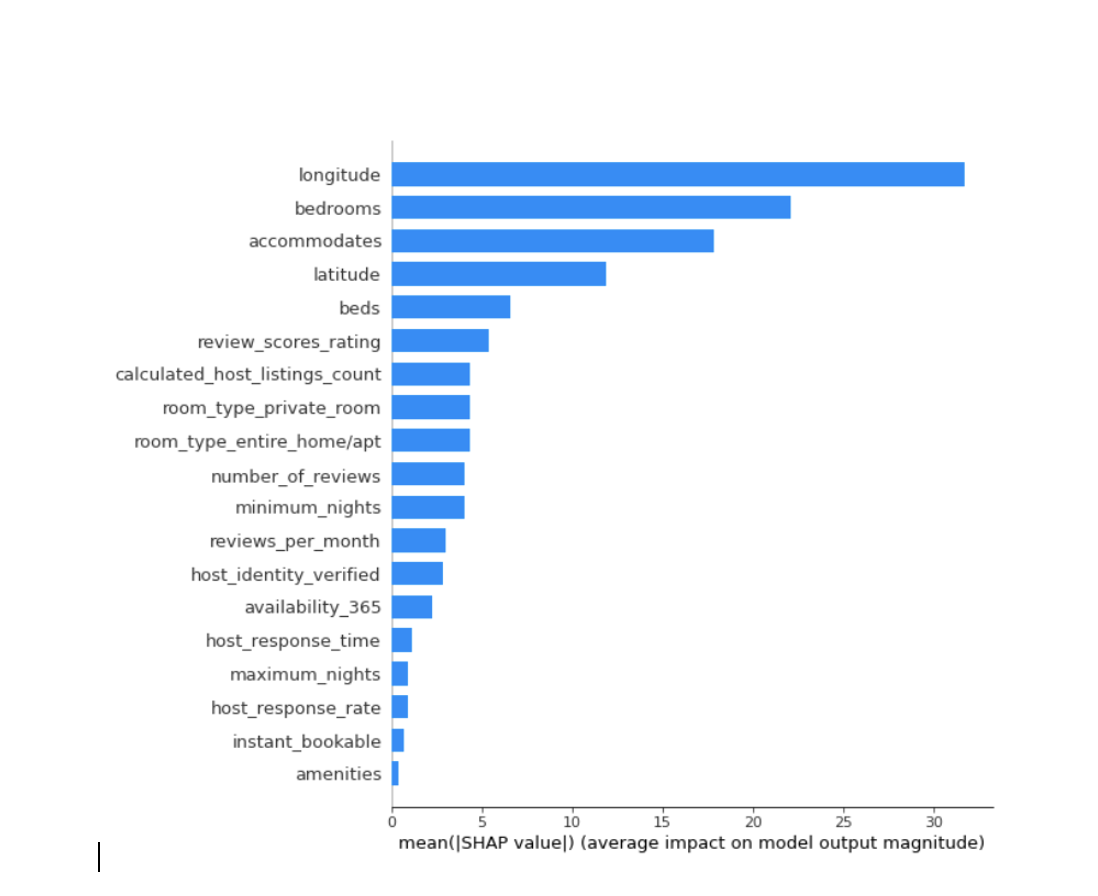 longitude
bedrooms
accommodates
latitude
beds
review_scores_rating
calculated_host_listings_count
room_type_private_room
room_type_entire_home/apt
number_of_reviews
minimum_nights
reviews_per_month
host_identity_verified
availability_365
host_response_time
maximum_nights
host_response_rate
instant_bookable
amenities
0 5 10 15 20 25 30
mean(|SHAP value|) (average impact on model output magnitude)